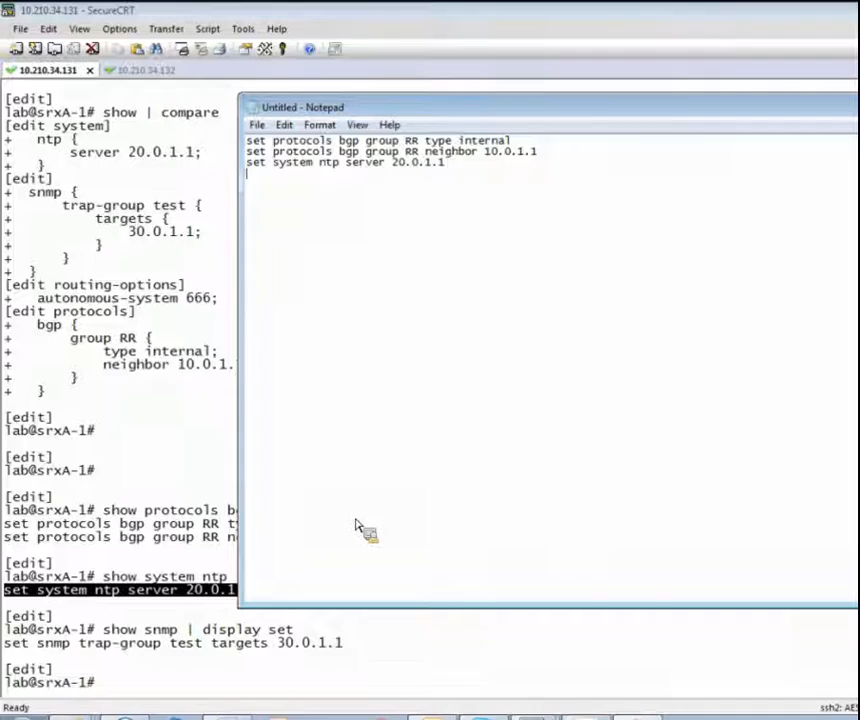 10.210.34.131 - SecureCRT
File Edit View Options Transfer Script Tools Help
10.210.34.131 x 10.210.34.132
[edit]
lab@srxA-1# show | compare
[edit system]
+ ntp {
+ server 20.0.1.1;
+ }
[edit]
+ snmp {
+ trap-group test {
+ targets {
+ 30.0.1.1;
+ }
+ }
+ }
[edit routing-options]
+ autonomous-system 666;
[edit protocols]
+ bgp {
+ group RR {
+ type internal;
+ neighbor 10.0.1.
+ }
+ }
[edit]
lab@srxA-1#
[edit]
lab@srxA-1#
[edit]
lab@srxA-1# show protocols b
set protocols bgp group RR t
set protocols bgp group RR n
[edit]
lab@srxA-1# show system ntp
set system ntp server 20.0.1
[edit]
lab@srxA-1# show snmp | display set
set snmp trap-group test targets 30.0.1.1
[edit]
lab@srxA-1#
Untitled - Notepad
File Edit Format View Help
set protocols bgp group RR type internal
set protocols bgp group RR neighbor 10.0.1.1
set system ntp server 20.0.1.1
Ready ssh2: AES